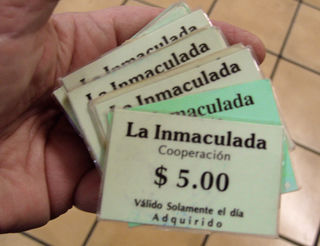 La Inmaculada
La Inmaculada
La Inmaculada
La Inmaculada
La Inmaculada
Cooperación
$ 5.00
Válido Solamente el día
Adquirido